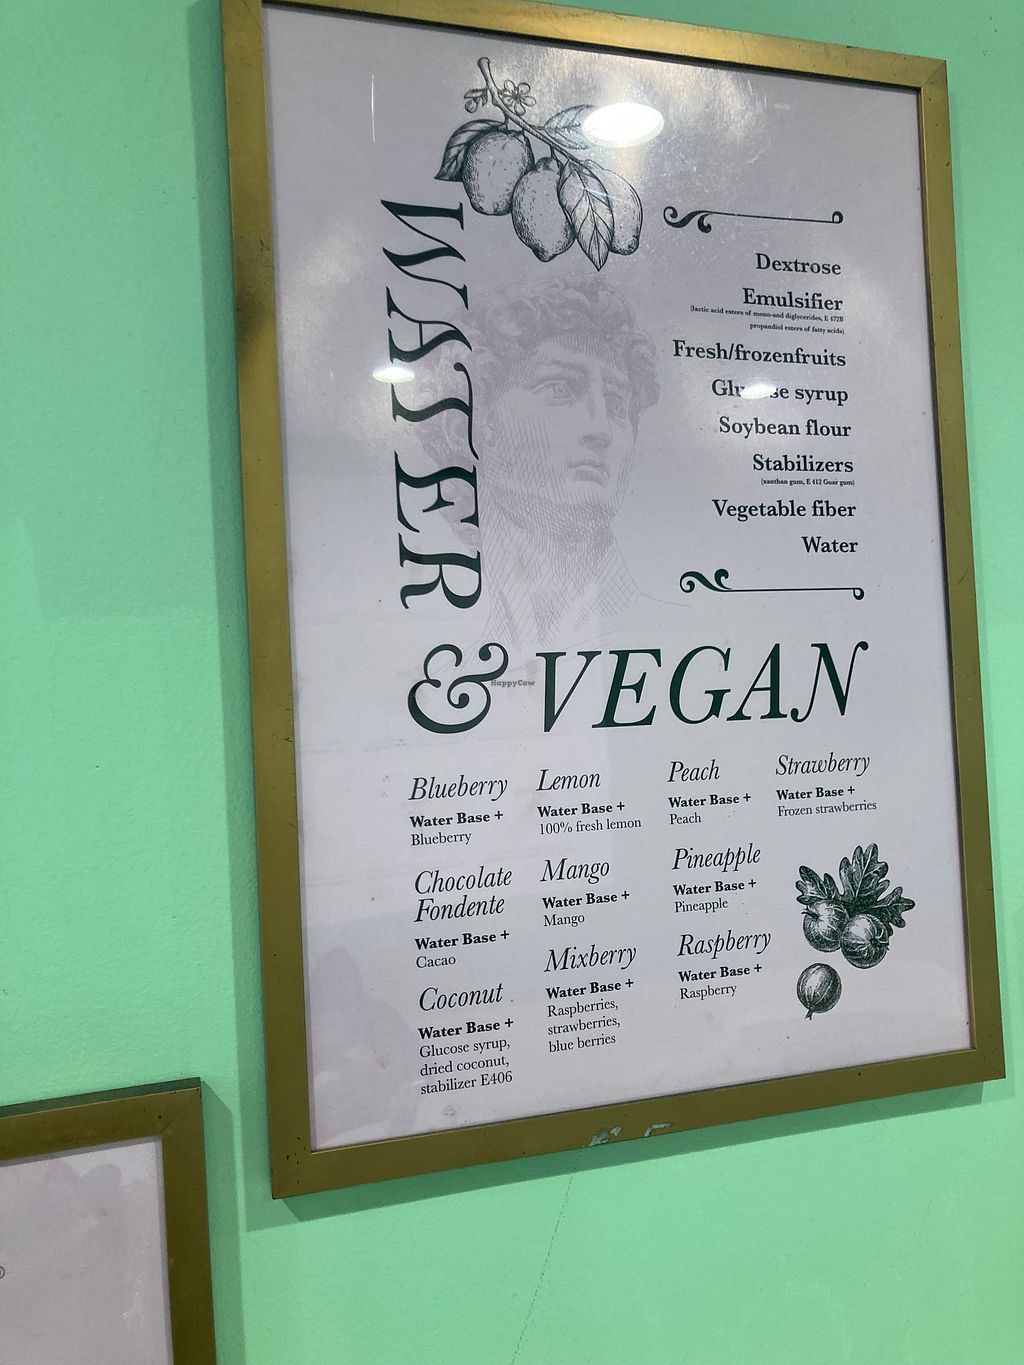 WATER
Dextrose
Emulsifier
(lactic acid esters of mono-and diglycerides, E 472B
propandiol esters of fatty acids)
Fresh/frozenfruits
syrup
Soybean flour
Stabilizers
(xanthan gum, E 412 Guar gum)
Vegetable fiber
Water
& VEGAN
HappyCow
Blueberry
Water Base +
Blueberry
Chocolate
Fondente
Water Base +
Cacao
Coconut
Water Base +
Glucose syrup,
dried coconut,
stabilizer E406
Lemon
Water Base +
100% fresh lemon
Mango
Water Base +
Mango
Mixberry
Water Base +
Raspberries,
strawberries,
blue berries
Peach
Water Base +
Peach
Pineapple
Water Base +
Pineapple
Raspberry
Water Base +
Raspberry
Strawberry
Water Base +
Frozen strawberries